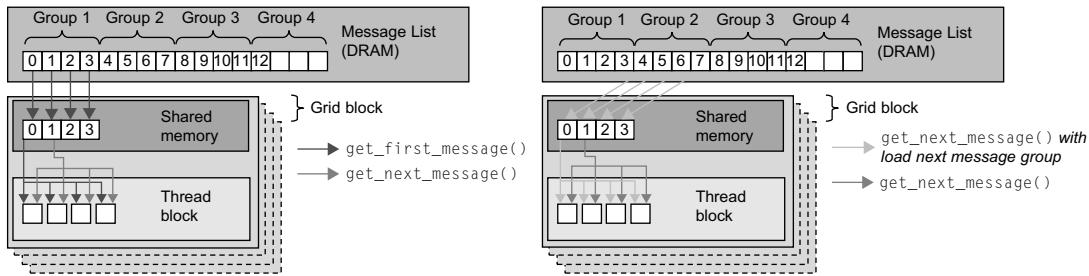 Group 1 Group 2 Group 3 Group 4
Message List
(DRAM)
0 1 2 3 4 5 6 7 8 9 10 11 12
Grid block
Shared
memory
0 1 2 3
get_first_message()
get_next_message()
Thread
block
Group 1 Group 2 Group 3 Group 4
Message List
(DRAM)
0 1 2 3 4 5 6 7 8 9 10 11 12
Grid block
Shared
memory
0 1 2 3
get_next_message() with
load next message group
get_next_message()
Thread
block